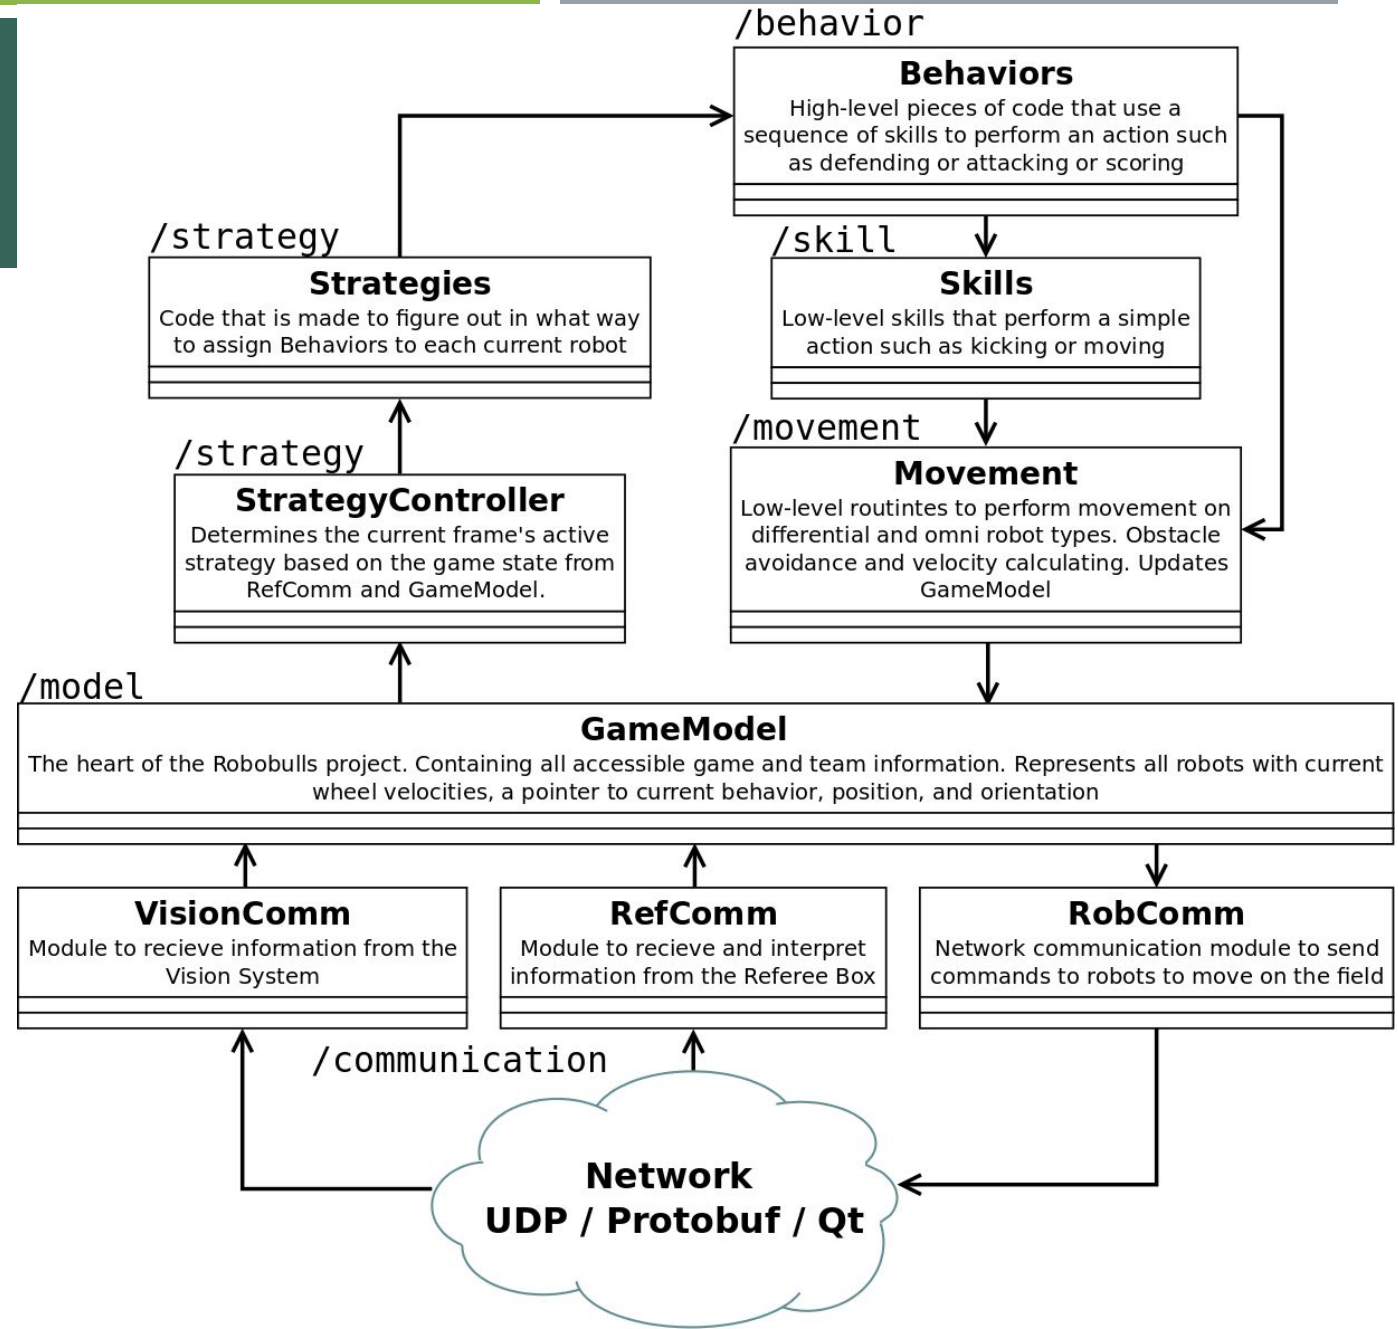 /behavior
Behaviors
High-level pieces of code that use a
sequence of skills to perform an action such
as defending or attacking or scoring
/strategy
Strategies
Code that is made to figure out in what way
to assign Behaviors to each current robot
/skill
Skills
Low-level skills that perform a simple
action such as kicking or moving
/strategy
StrategyController
Determines the current frame's active
strategy based on the game state from
RefComm and GameModel.
/movement
Movement
Low-level routintes to perform movement on
differential and omni robot types. Obstacle
avoidance and velocity calculating. Updates
GameModel
/model
GameModel
The heart of the Robobulls project. Containing all accessible game and team information. Represents all robots with current
wheel velocities, a pointer to current behavior, position, and orientation
VisionComm
Module to recieve information from the
Vision System
RefComm
Module to recieve and interpret
information from the Referee Box
RobComm
Network communication module to send
commands to robots to move on the field
/communication
Network
UDP / Protobuf / Qt